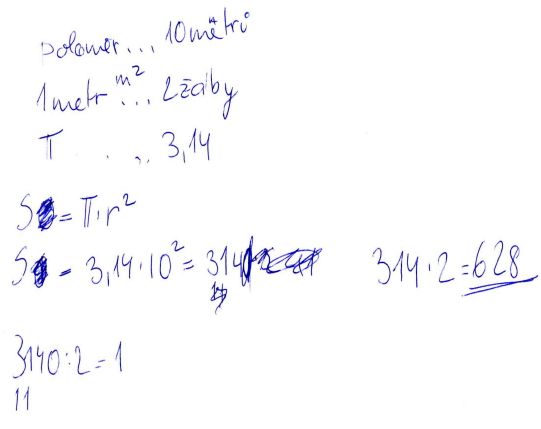 poloměr... 10 metrů
1 metr m² ... 2 žáby
π . . . , 3,14
S = π·r²
S = 3,14·10² = 314
314·2 = 628
3140:2 = 1
11